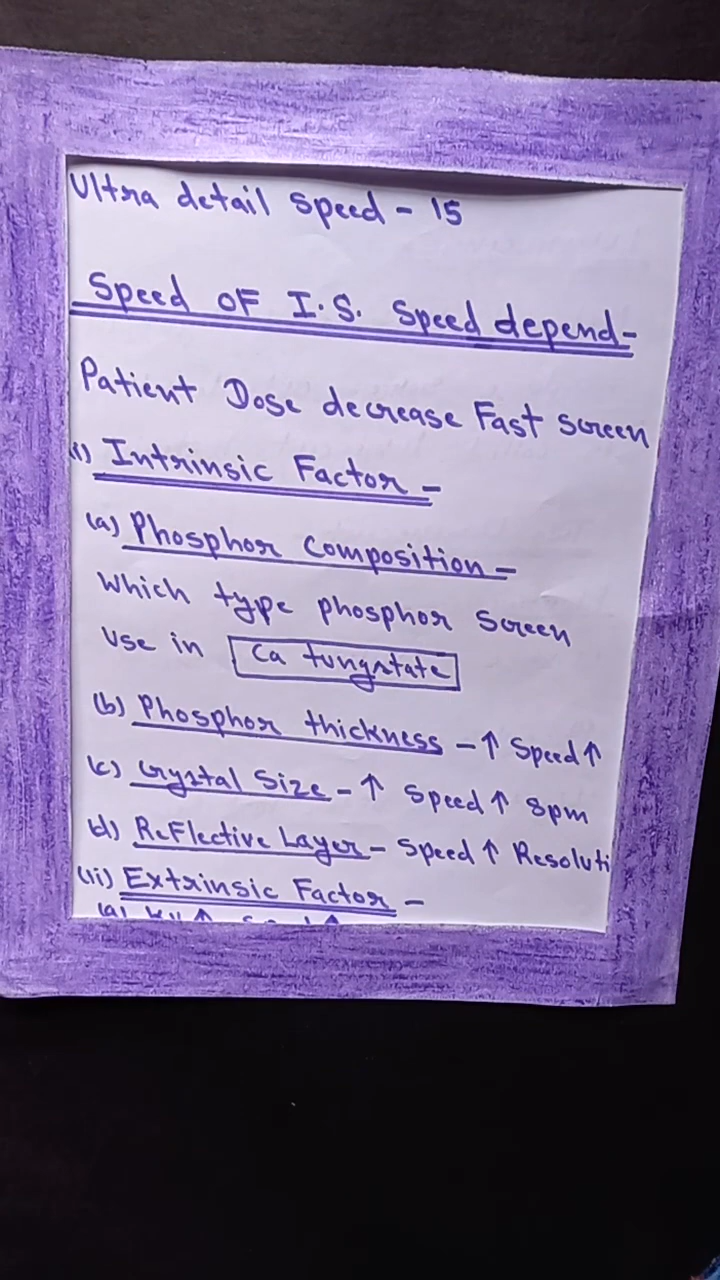 Ultra detail speed - 15
Speed OF I.S. Speed depend-
Patient Dose decrease Fast screen
(i) Intrinsic Factor -
(a) Phosphor Composition -
Which type phosphor screen
Use in Ca tungstate
(b) Phosphor thickness - ↑ Speed ↑
(c) Crystal Size - ↑ Speed ↑ 8pm
(d) Reflective Layer - Speed ↑ Resoluti
(ii) Extrinsic Factor -